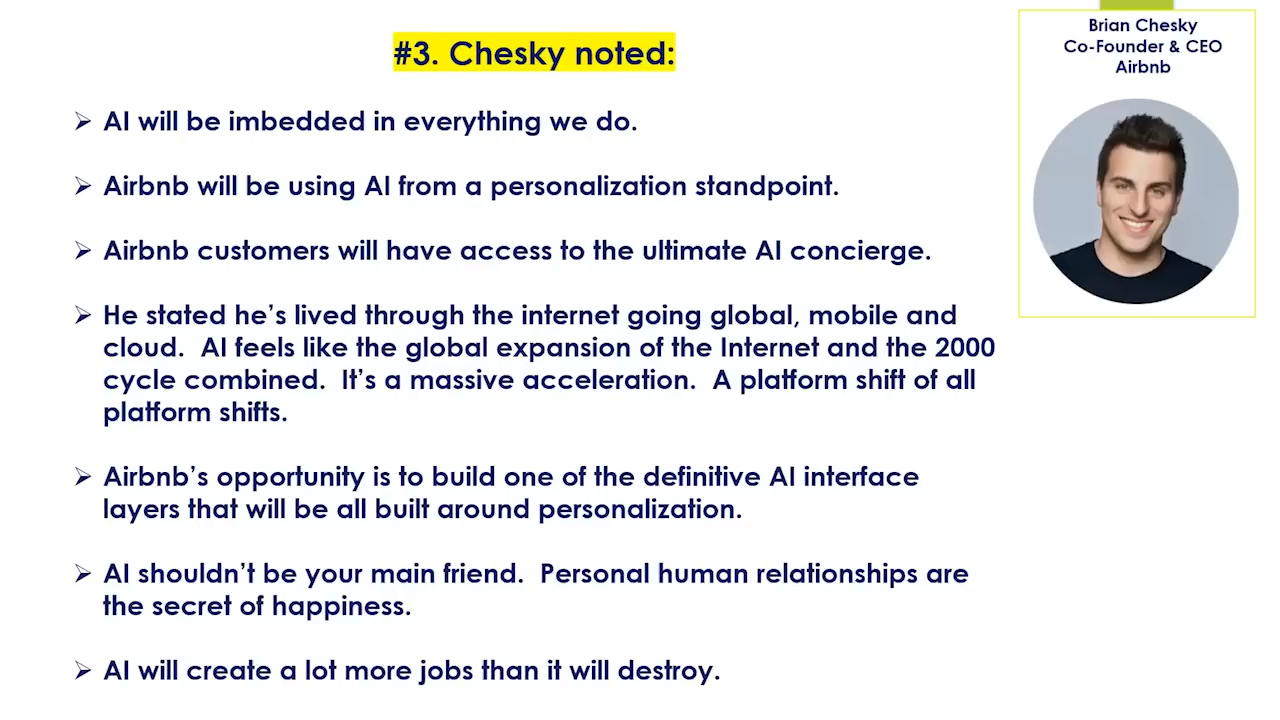 #3. Chesky noted:
Brian Chesky
Co-Founder & CEO
Airbnb
AI will be imbedded in everything we do.
Airbnb will be using AI from a personalization standpoint.
Airbnb customers will have access to the ultimate AI concierge.
He stated he’s lived through the internet going global, mobile and
cloud. AI feels like the global expansion of the Internet and the 2000
cycle combined. It’s a massive acceleration. A platform shift of all
platform shifts.
Airbnb’s opportunity is to build one of the definitive AI interface
layers that will be all built around personalization.
AI shouldn’t be your main friend. Personal human relationships are
the secret of happiness.
AI will create a lot more jobs than it will destroy.